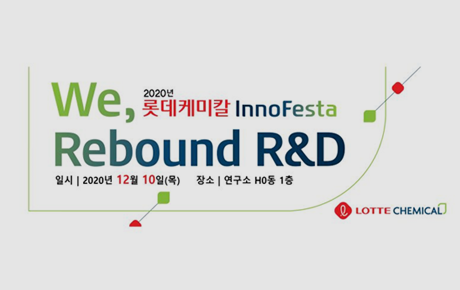 We, 2020년 롯데케미칼 InnoFesta
Rebound R&D
일시 | 2020년 12월 10일(목) 장소 | 연구소 H0동 1층
LOTTE CHEMICAL